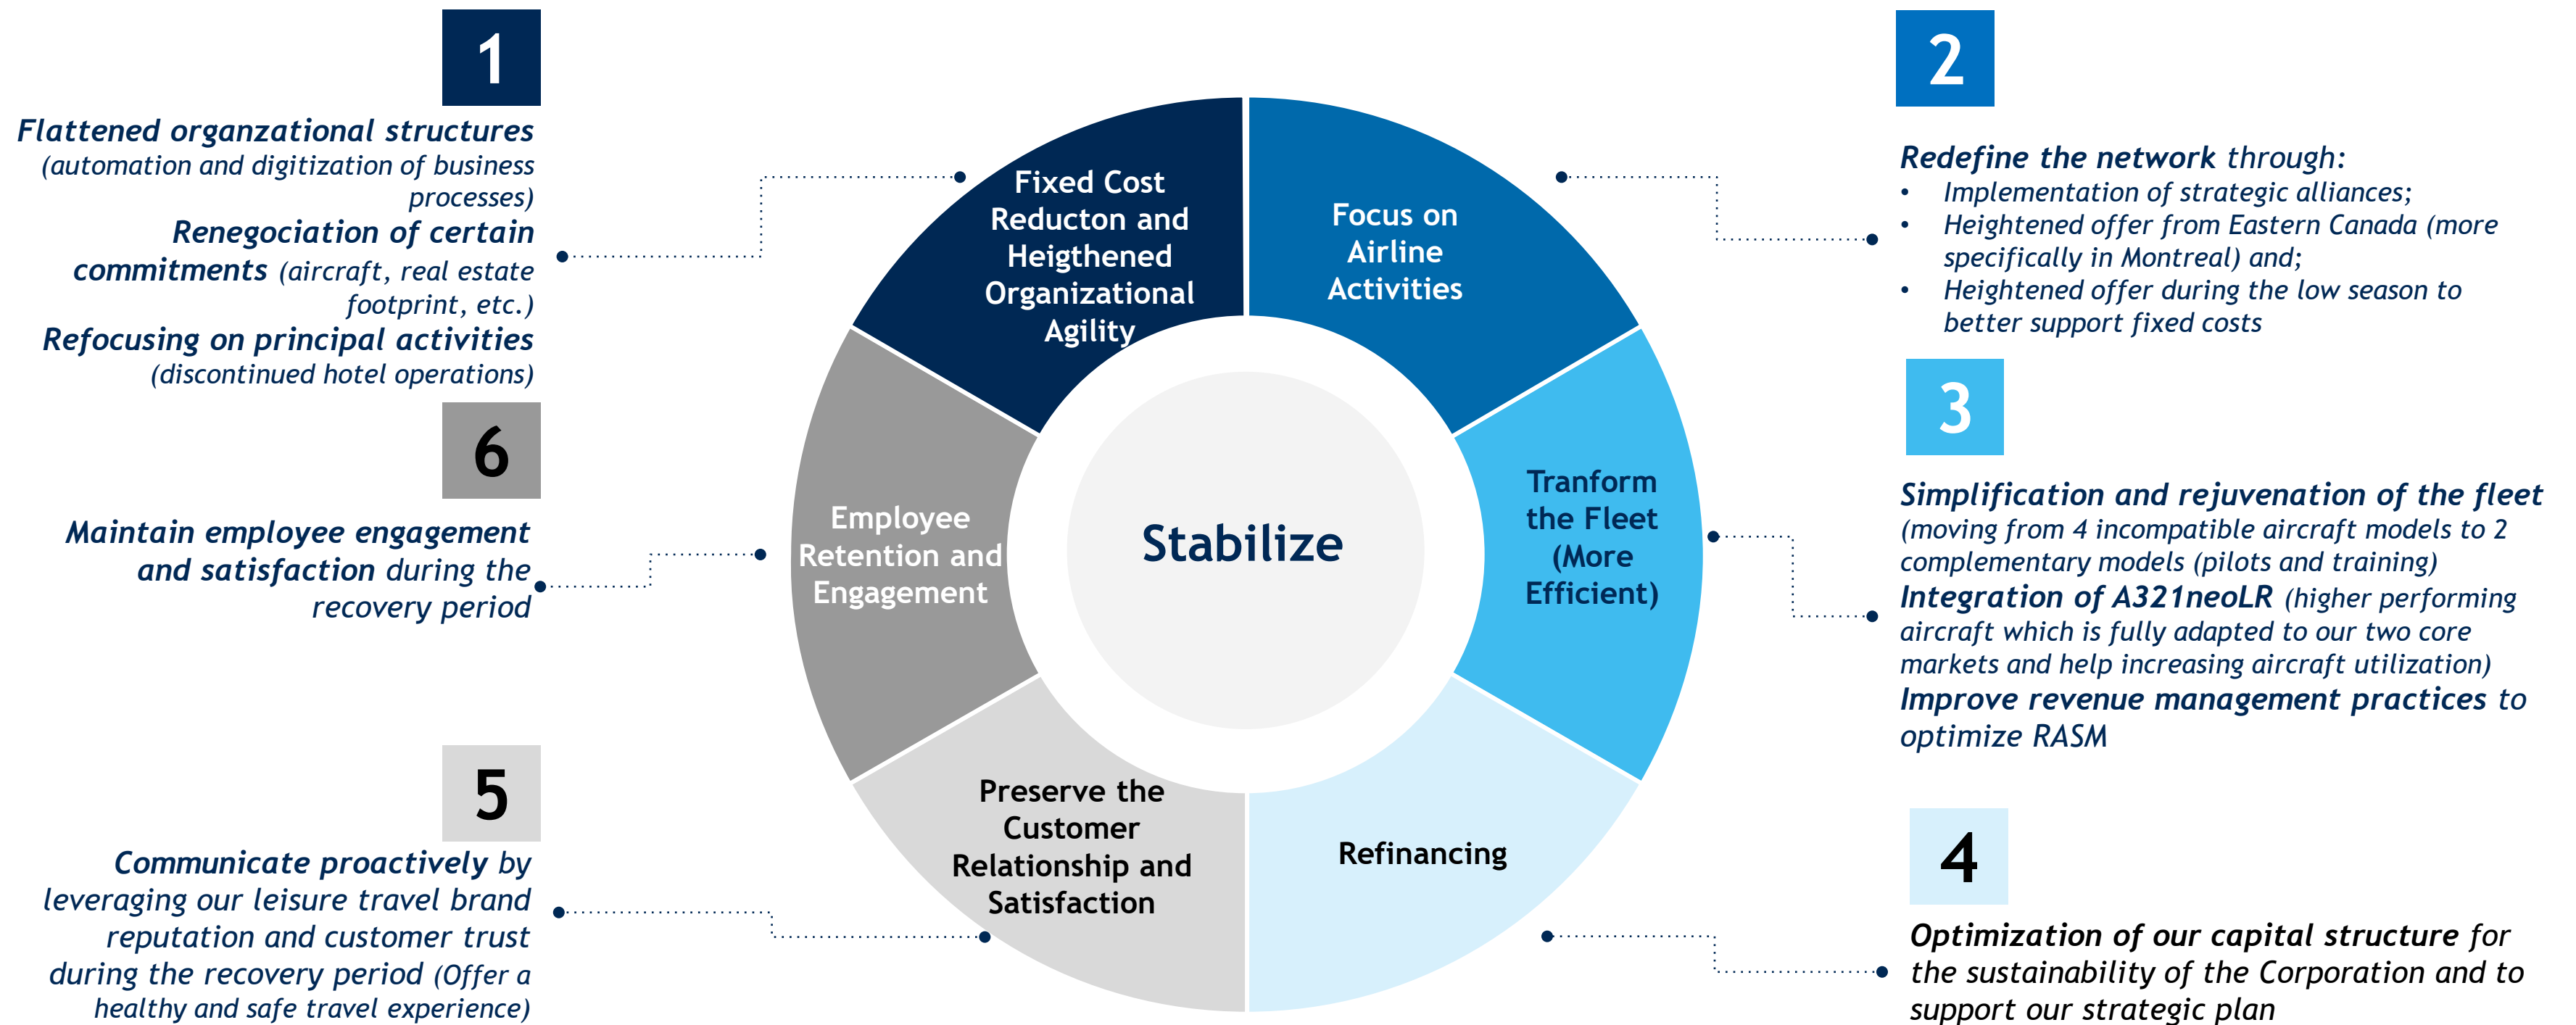 1
Flattened organzational structures
(automation and digitization of business
processes)
Renegociation of certain
commitments (aircraft, real estate
footprint, etc.)
Refocusing on principal activities
(discontinued hotel operations)
Fixed Cost
Reducton and
Heigthened
Organizational
Agility
2
Redefine the network through:
• Implementation of strategic alliances;
• Heightened offer from Eastern Canada (more
specifically in Montreal) and;
• Heightened offer during the low season to
better support fixed costs
Focus on
Airline
Activities
3
Simplification and rejuvenation of the fleet
(moving from 4 incompatible aircraft models to 2
complementary models (pilots and training)
Integration of A321neoLR (higher performing
aircraft which is fully adapted to our two core
markets and help increasing aircraft utilization)
Improve revenue management practices to
optimize RASM
Tranform
the Fleet
(More
Efficient)
Stabilize
4
Optimization of our capital structure for
the sustainability of the Corporation and to
support our strategic plan
Refinancing
5
Communicate proactively by
leveraging our leisure travel brand
reputation and customer trust
during the recovery period (Offer a
healthy and safe travel experience)
Preserve the
Customer
Relationship and
Satisfaction
6
Maintain employee engagement
and satisfaction during the
recovery period
Employee
Retention and
Engagement